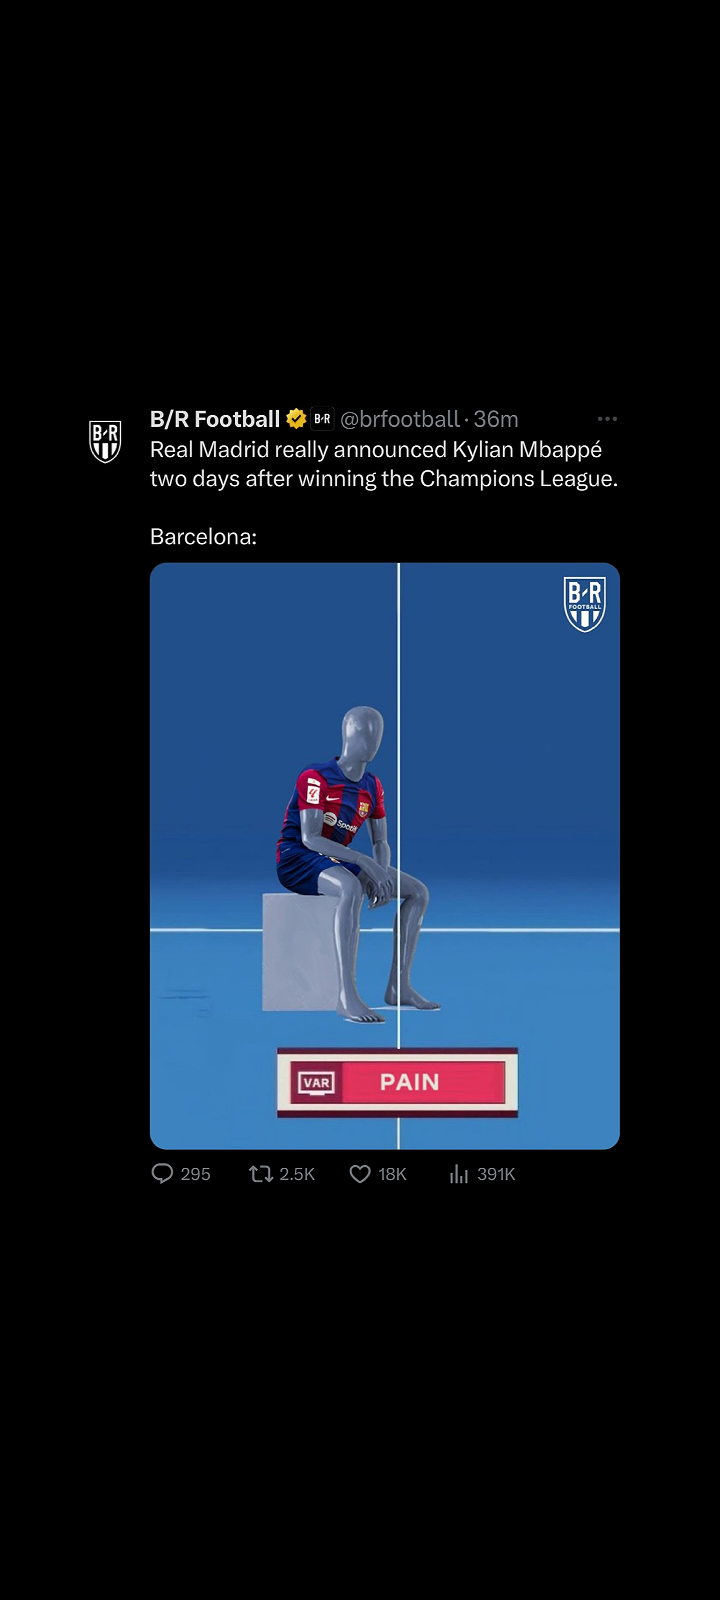 B/R Football B/R @brfootball · 36m
Real Madrid really announced Kylian Mbappé
two days after winning the Champions League.
Barcelona:
B/R
B/R
FOOTBALL
Spotify
VAR PAIN
295 2.5K 18K 391K